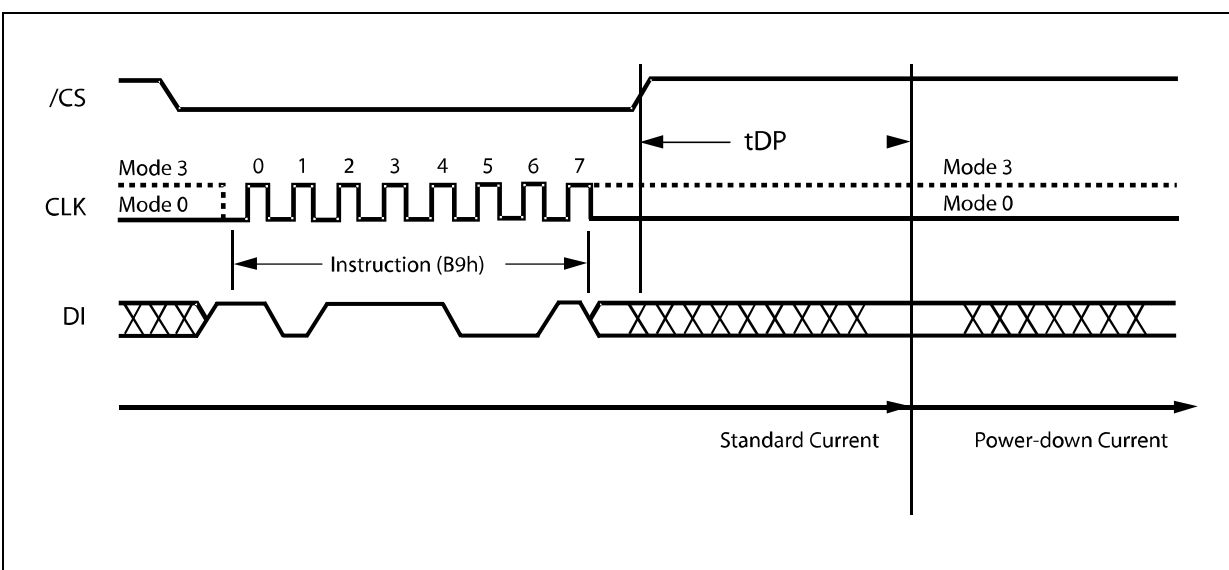 /CS
tDP
Mode 3 0 1 2 3 4 5 6 7 Mode 3
CLK Mode 0 Mode 0
Instruction (B9h)
DI
Standard Current Power-down Current